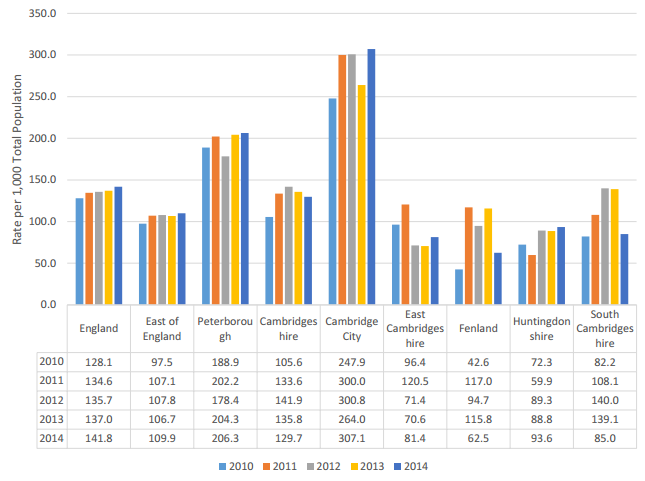 350.0
300.0
250.0
200.0
150.0
100.0
50.0
0.0
Rate per 1,000 Total Population
England
East of
England
Peterborou
gh
Cambridges
hire
Cambridge
City
East
Cambridges
hire
Fenland
Huntingdon
shire
South
Cambridges
hire
2010 128.1 97.5 188.9 105.6 247.9 96.4 42.6 72.3 82.2
2011 134.6 107.1 202.2 133.6 300.0 120.5 117.0 59.9 108.1
2012 135.7 107.8 178.4 141.9 300.8 71.4 94.7 89.3 140.0
2013 137.0 106.7 204.3 135.8 264.0 70.6 115.8 88.8 139.1
2014 141.8 109.9 206.3 129.7 307.1 81.4 62.5 93.6 85.0
2010 2011 2012 2013 2014